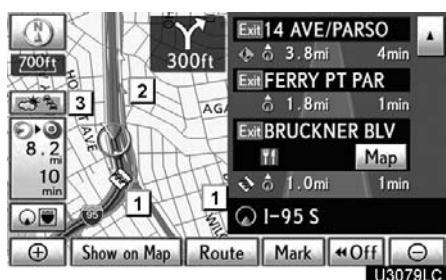 700ft
300ft
Exit 14 AVE/PARSO
3.8mi 4min
Exit FERRY PT PAR
1.8mi 1min
Exit BRUCKNER BLV
Map
1.0mi 1min
I-95 S
3
2
8.2
mi
10
min
AVE
AGA
1
1
95
Show on Map
Route
Mark
Off
U3079LC